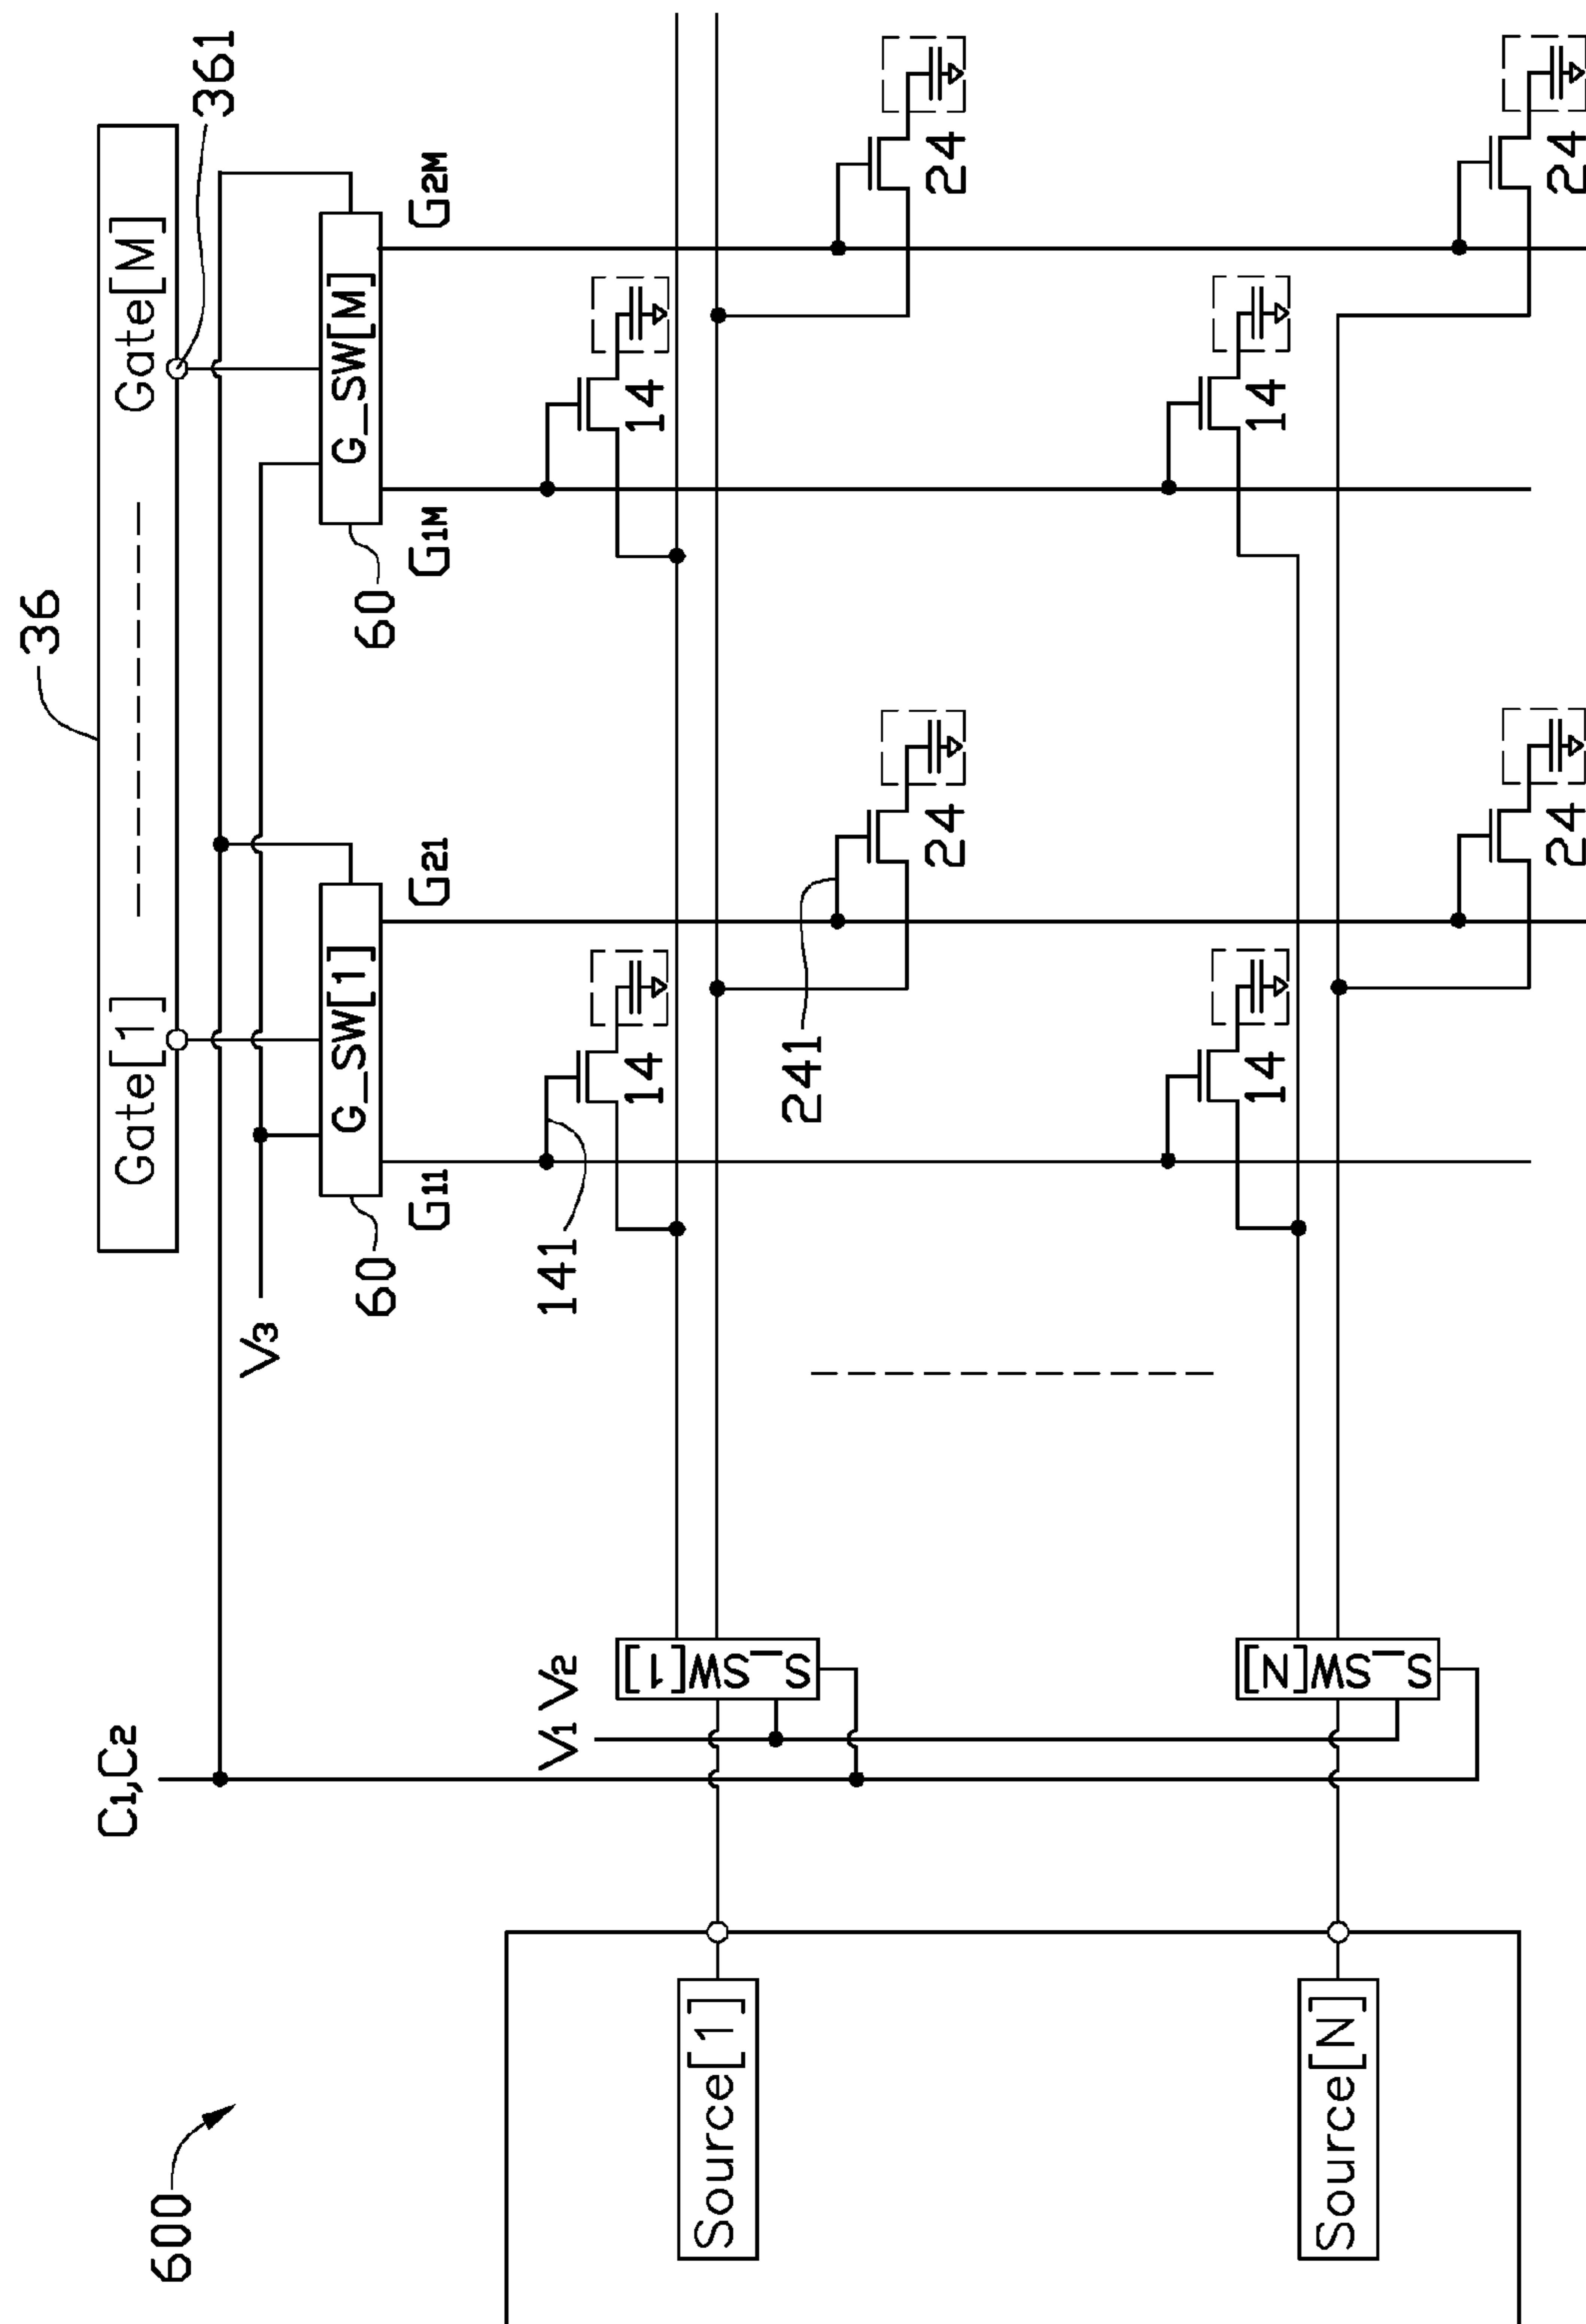 600
36
361
Gate[1]
Gate[M]
C1,C2
V3
G_SW[1]
G_SW[M]
60
60
G11
G21
G1M
G2M
V1 V2
141
14
14
241
24
24
S_SW[1]
Source[1]
14
14
24
24
S_SW[N]
Source[N]